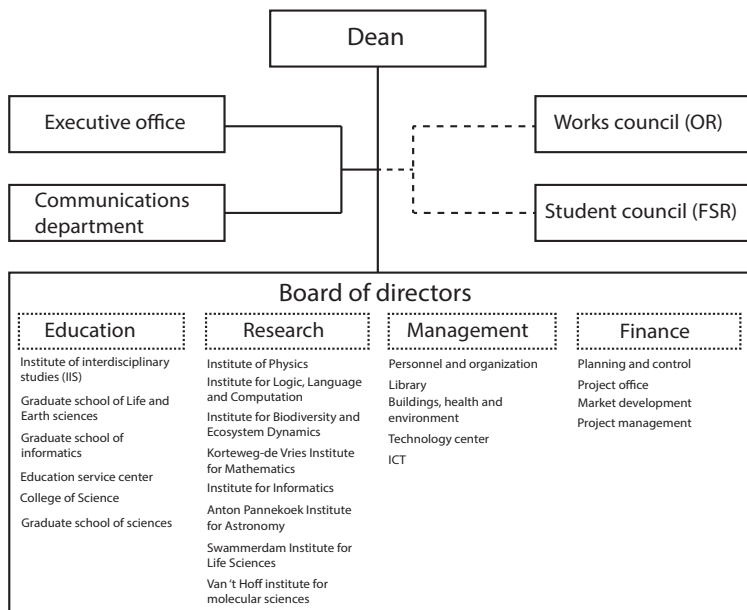 Dean
Executive office
Works council (OR)
Communications
department
Student council (FSR)
Board of directors
Education
Institute of interdisciplinary
studies (IIS)
Graduate school of Life and
Earth sciences
Graduate school of
informatics
Education service center
College of Science
Graduate school of sciences
Research
Institute of Physics
Institute for Logic, Language
and Computation
Institute for Biodiversity and
Ecosystem Dynamics
Korteweg-de Vries Institute
for Mathematics
Institute for Informatics
Anton Pannekoek Institute
for Astronomy
Swammerdam Institute for
Life Sciences
Van ‘t Hoff institute for
molecular sciences
Management
Personnel and organization
Library
Buildings, health and
environment
Technology center
ICT
Finance
Planning and control
Project office
Market development
Project management